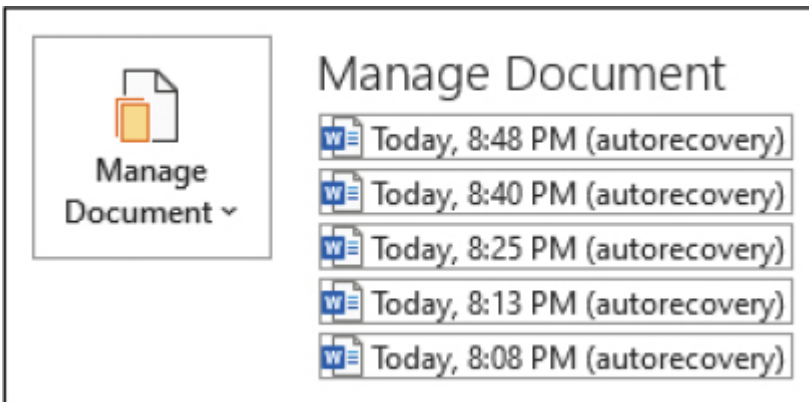 Manage
Document
Manage Document
Today, 8:48 PM (autorecovery)
Today, 8:40 PM (autorecovery)
Today, 8:25 PM (autorecovery)
Today, 8:13 PM (autorecovery)
Today, 8:08 PM (autorecovery)